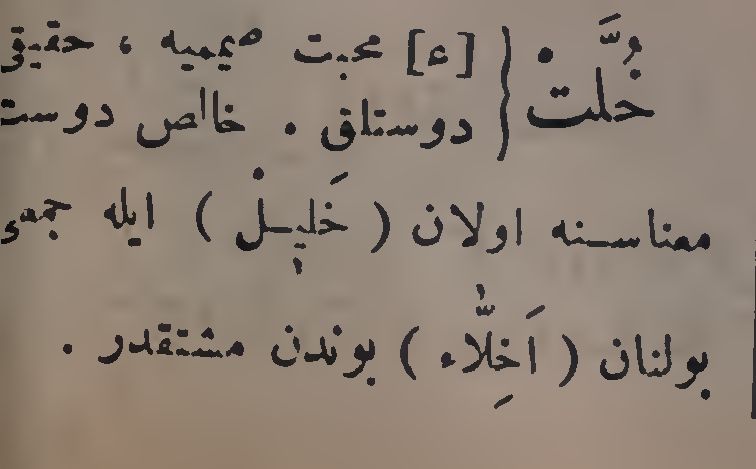 خُلَّتْ { [ء] محبت صميميه ، حقيقى
دوستلق . خالص دوست
معناسنه اولان ( خَلِيلْ ) ايله جمعى
بولنان ( اَخِلَّاء ) بوندن مشتقدر .